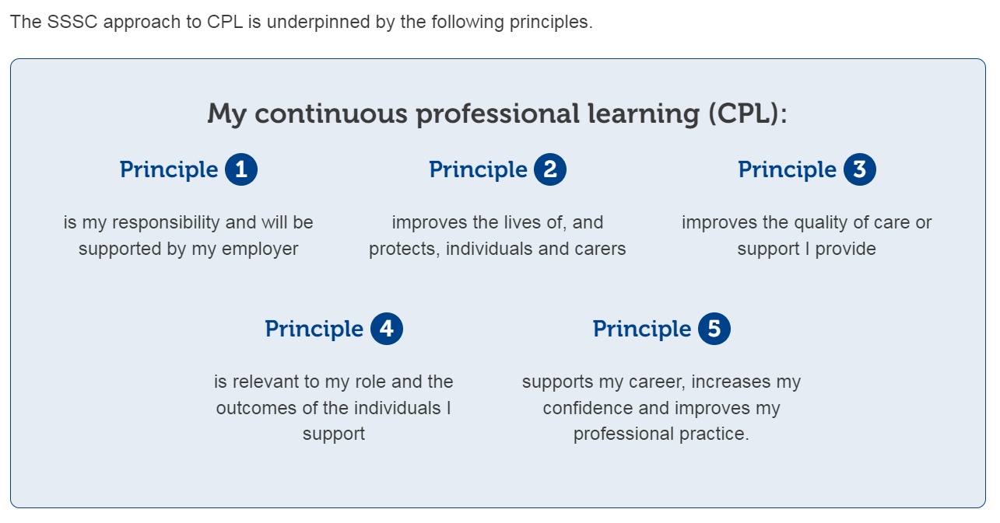 The SSSC approach to CPL is underpinned by the following principles.
My continuous professional learning (CPL):
Principle 1
is my responsibility and will be
supported by my employer
Principle 2
improves the lives of, and
protects, individuals and carers
Principle 3
improves the quality of care or
support I provide
Principle 4
is relevant to my role and the
outcomes of the individuals I
support
Principle 5
supports my career, increases my
confidence and improves my
professional practice.